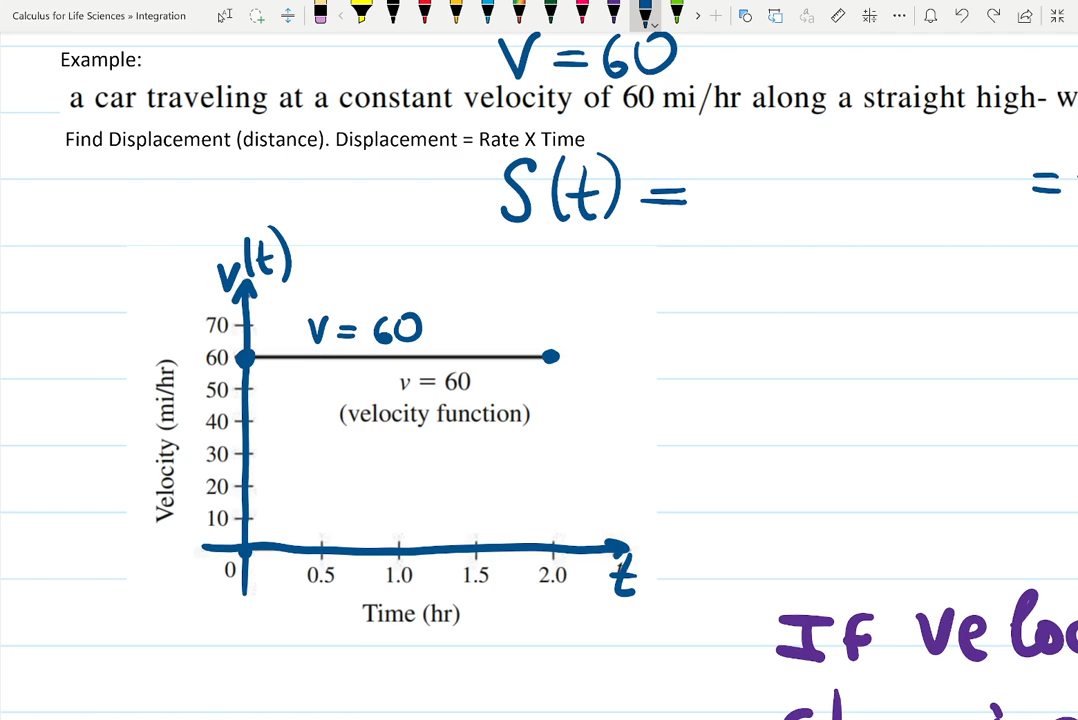 Calculus for Life Sciences » Integration
V = 60
Example:
a car traveling at a constant velocity of 60 mi/hr along a straight high- w
Find Displacement (distance). Displacement = Rate X Time
S(t) =
=
v(t)
70
V = 60
60
v = 60
50
(velocity function)
40
30
20
10
Velocity (mi/hr)
0
0.5 1.0 1.5 2.0
t
Time (hr)
If veloc